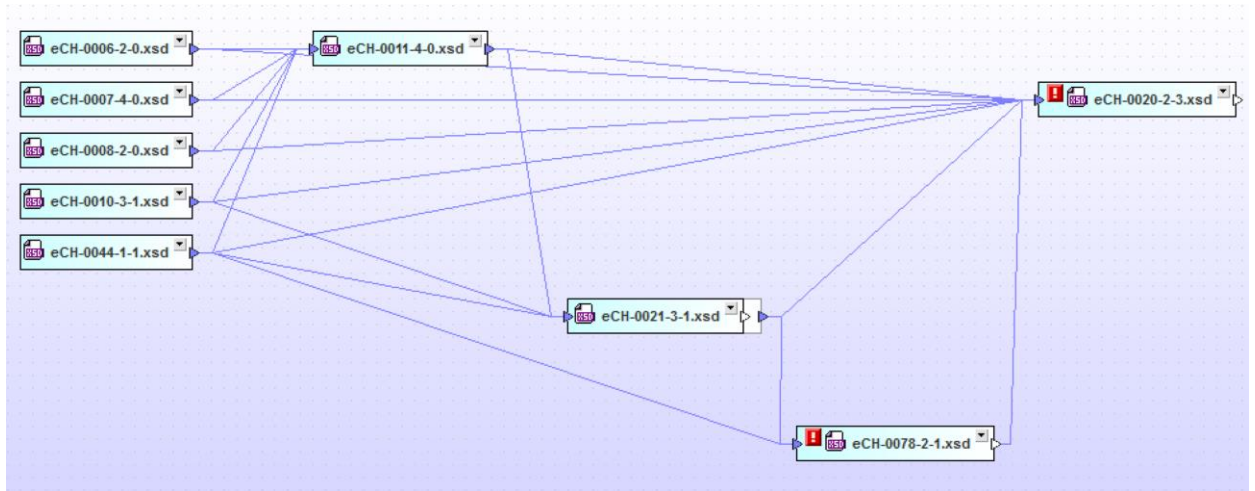 eCH-0006-2-0.xsd
eCH-0011-4-0.xsd
eCH-0007-4-0.xsd
eCH-0020-2-3.xsd
eCH-0008-2-0.xsd
eCH-0010-3-1.xsd
eCH-0044-1-1.xsd
eCH-0021-3-1.xsd
eCH-0078-2-1.xsd